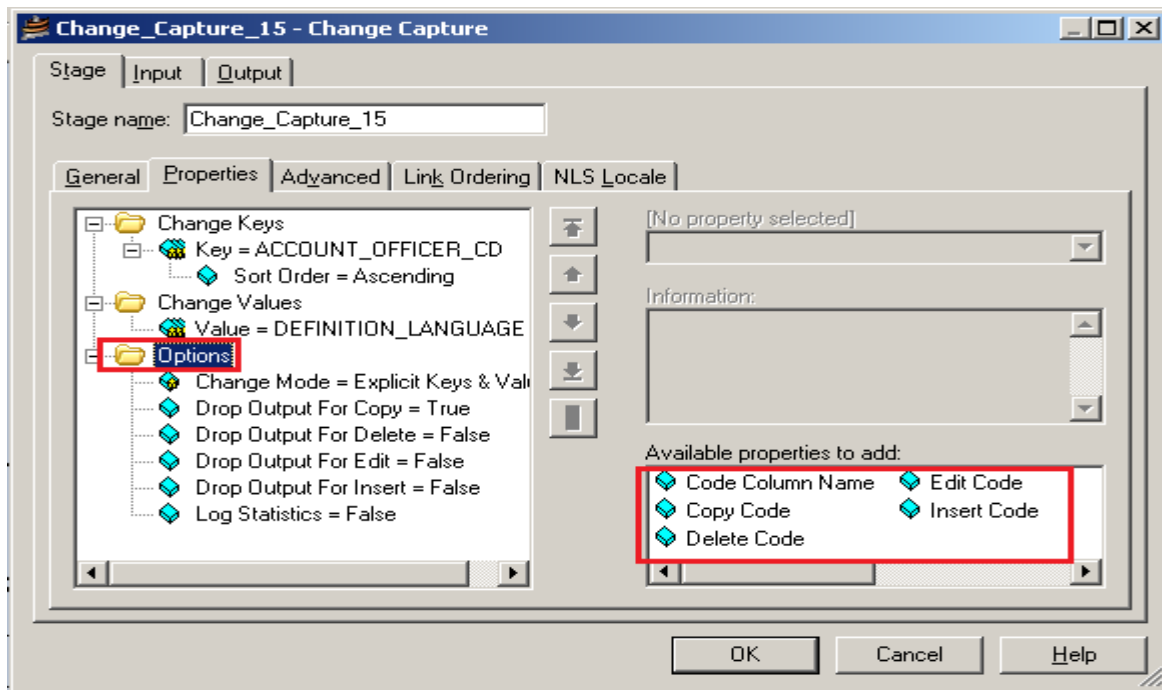 Change_Capture_15 - Change Capture
Stage Input Output
Stage name: Change_Capture_15
General Properties Advanced Link Ordering NLS Locale
Change Keys
Key = ACCOUNT_OFFICER_CD
Sort Order = Ascending
Change Values
Value = DEFINITION_LANGUAGE
Options
Change Mode = Explicit Keys & Valu
Drop Output For Copy = True
Drop Output For Delete = False
Drop Output For Edit = False
Drop Output For Insert = False
Log Statistics = False
[No property selected]
Information:
Available properties to add:
Code Column Name Edit Code
Copy Code Insert Code
Delete Code
OK Cancel Help